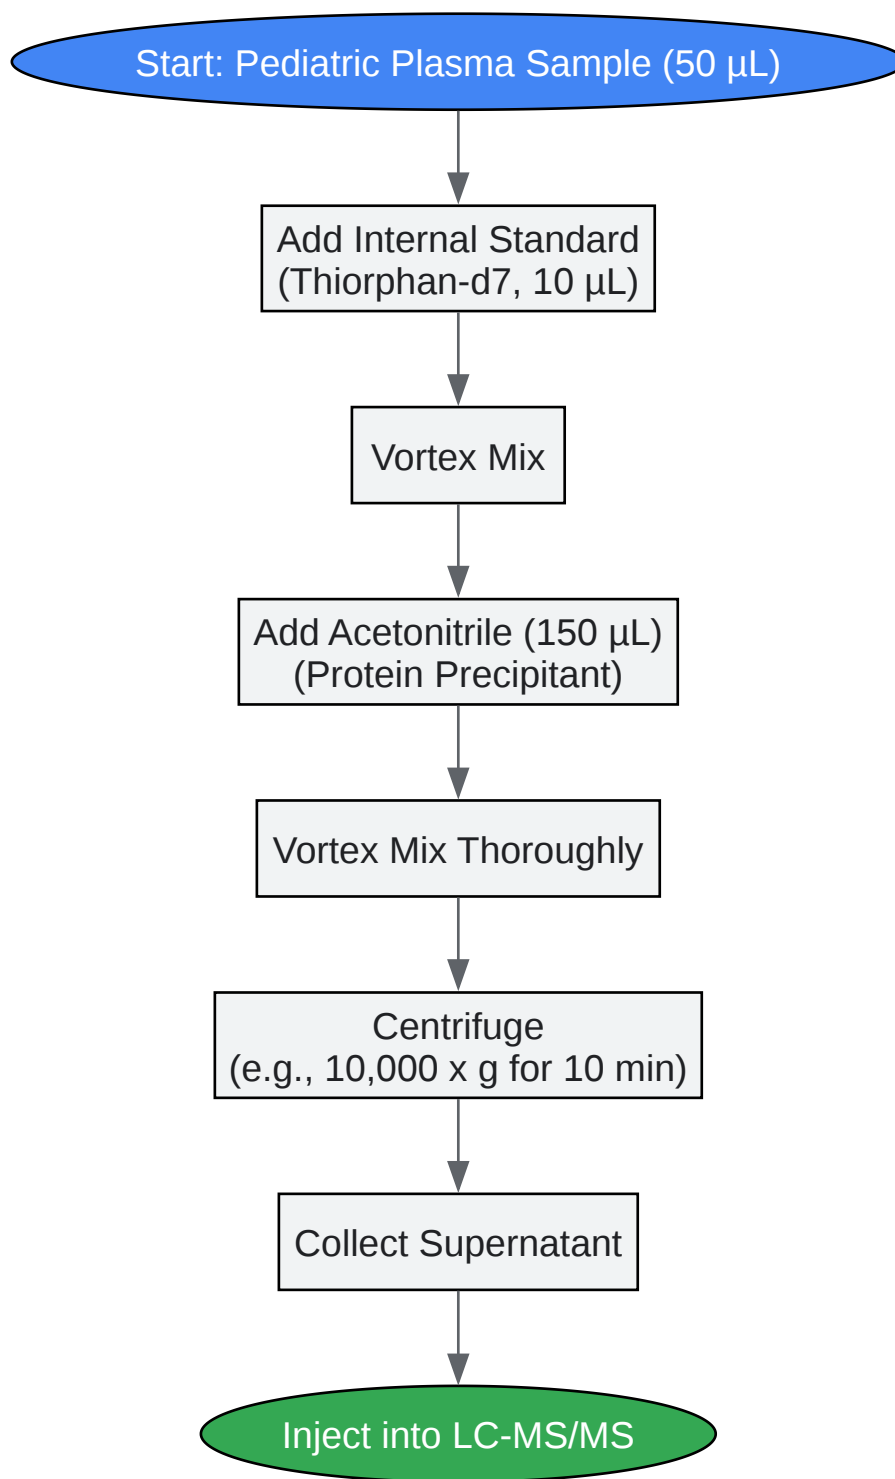 Start: Pediatric Plasma Sample (50 µL)
Add Internal Standard
(Thiorphan-d7, 10 µL)
Vortex Mix
Add Acetonitrile (150 µL)
(Protein Precipitant)
Vortex Mix Thoroughly
Centrifuge
(e.g., 10,000 x g for 10 min)
Collect Supernatant
Inject into LC-MS/MS